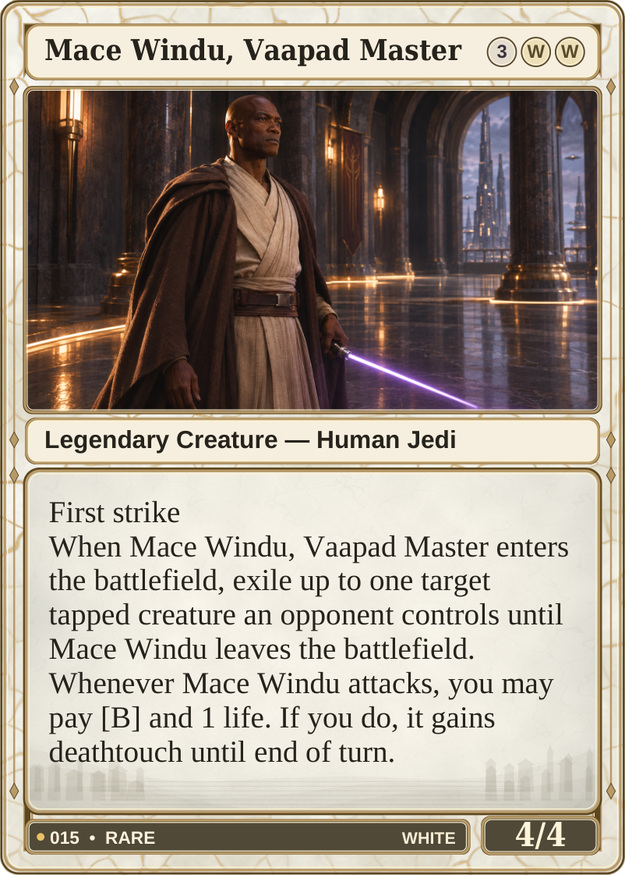 Mace Windu, Vaapad Master 3 W W
Legendary Creature — Human Jedi
First strike
When Mace Windu, Vaapad Master enters
the battlefield, exile up to one target
tapped creature an opponent controls until
Mace Windu leaves the battlefield.
Whenever Mace Windu attacks, you may
pay [B] and 1 life. If you do, it gains
deathtouch until end of turn.
015 • RARE WHITE 4/4